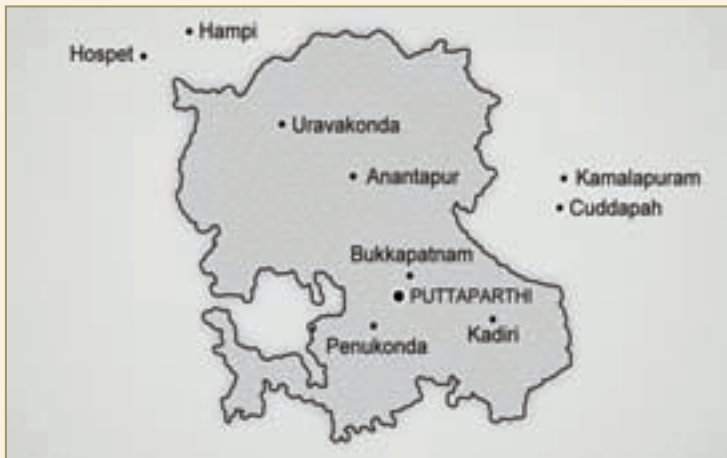 Hampi
Hospet
Uravakonda
Anantapur
Kamalapuram
Cuddapah
Bukkapatnam
PUTTAPARTHI
Kadiri
Penukonda